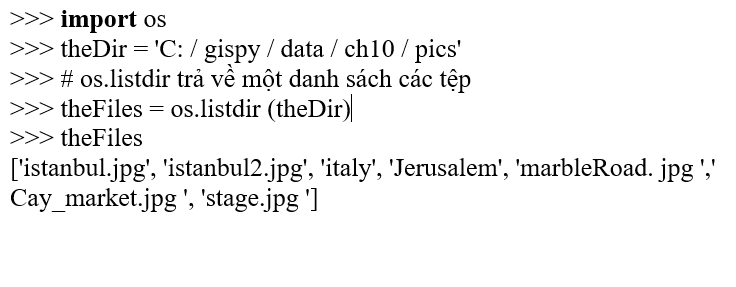 >>> import os
>>> theDir = 'C: / gispy / data / ch10 / pics'
>>> # os.listdir trả về một danh sách các tệp
>>> theFiles = os.listdir (theDir)
>>> theFiles
['istanbul.jpg', 'istanbul2.jpg', 'italy', 'Jerusalem', 'marbleRoad. jpg ','
Cay_market.jpg ', 'stage.jpg ']